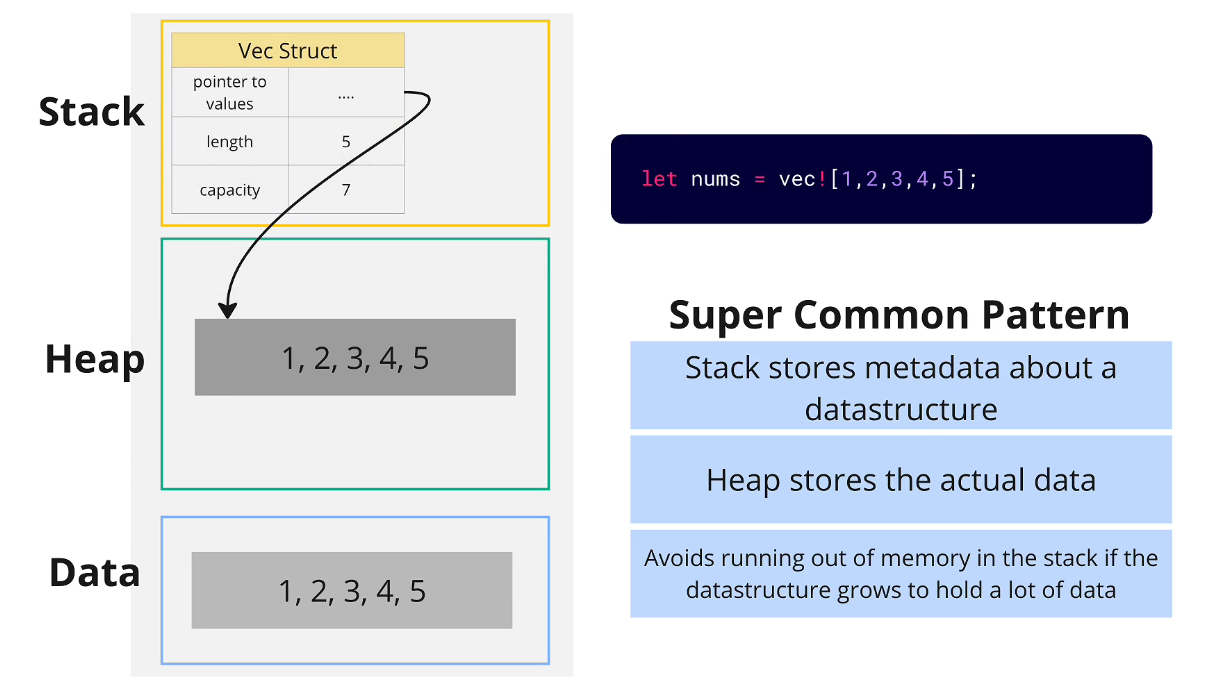 Stack
Vec Struct
pointer to
values
....
length
5
capacity
7
Heap
1, 2, 3, 4, 5
Data
1, 2, 3, 4, 5
let nums = vec![1,2,3,4,5];
Super Common Pattern
Stack stores metadata about a
datastructure
Heap stores the actual data
Avoids running out of memory in the stack if the
datastructure grows to hold a lot of data